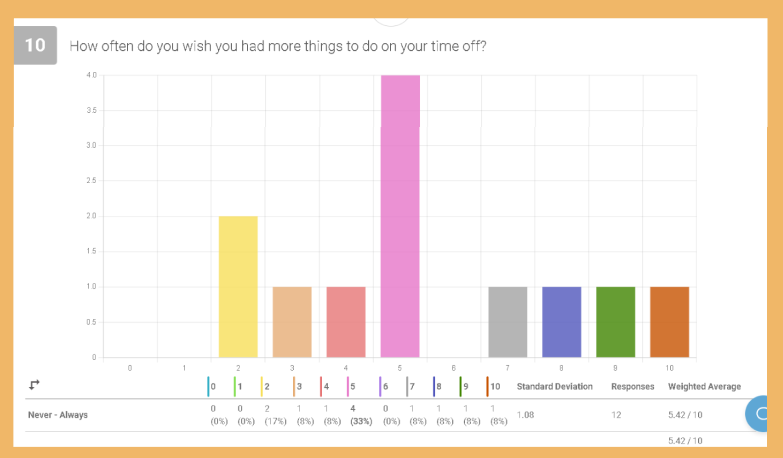 10 How often do you wish you had more things to do on your time off?
4.0
3.5
3.0
2.5
2.0
1.5
1.0
0.5
0
0 1 2 3 4 5 6 7 8 9 10
0 1 2 3 4 5 6 7 8 9 10 Standard Deviation Responses Weighted Average
Never - Always 0 0 2 1 1 4 0 1 1 1 1 1.08 12 5.42 / 10
(0%) (0%) (17%) (8%) (8%) (33%) (0%) (8%) (8%) (8%) (8%)
5.42 / 10